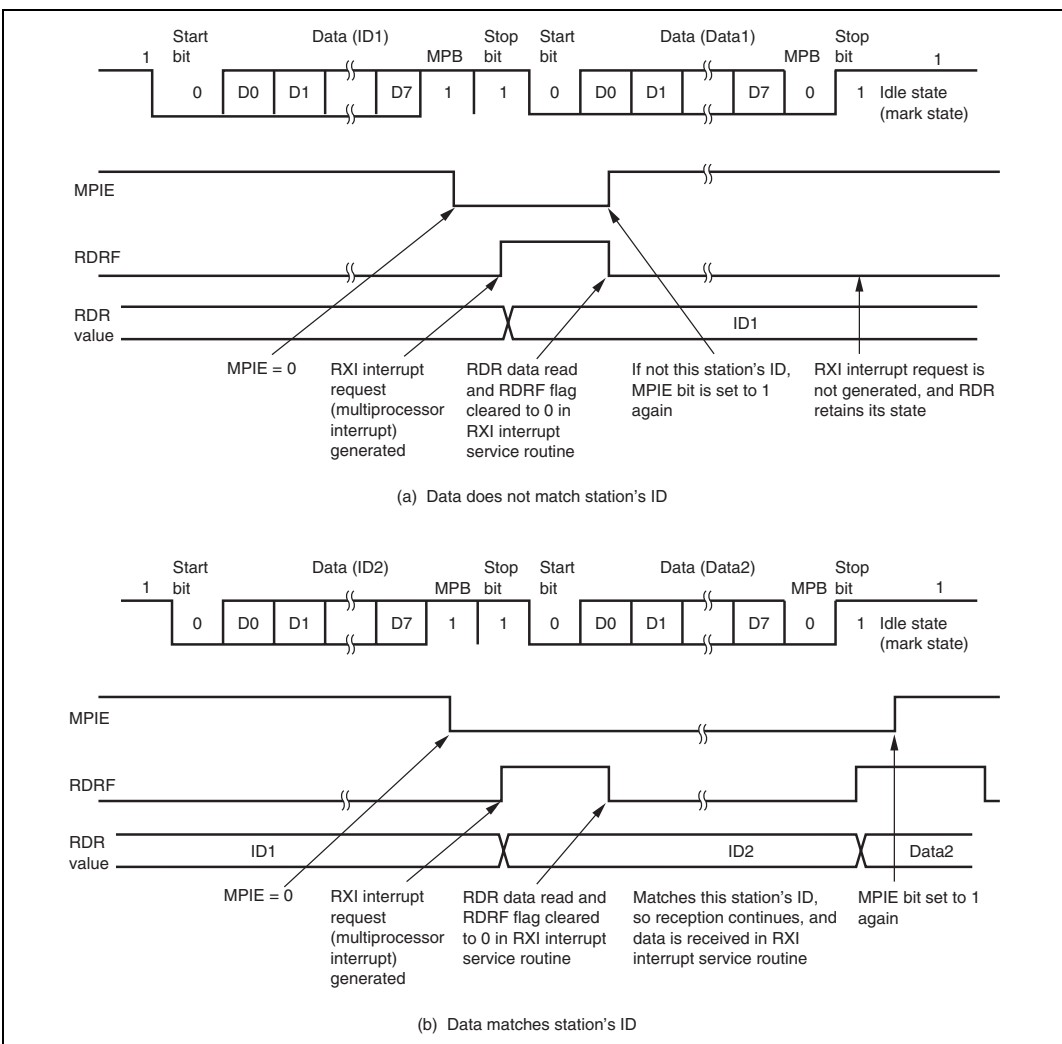 Start bit
Data (ID1)
MPB
Stop bit
Start bit
Data (Data1)
MPB
Stop bit
1
1
0
D0
D1
D7
1
1
0
D0
D1
D7
0
1
Idle state
(mark state)
MPIE
RDRF
RDR
value
ID1
MPIE = 0
RXI interrupt
request
(multiprocessor
interrupt)
generated
RDR data read
and RDRF flag
cleared to 0 in
RXI interrupt
service routine
If not this station's ID,
MPIE bit is set to 1
again
RXI interrupt request is
not generated, and RDR
retains its state
(a) Data does not match station's ID
Start
bit
Data (ID2)
MPB
Stop
bit
Start
bit
Data (Data2)
MPB
Stop
bit
1
1
0
D0
D1
D7
1
1
0
D0
D1
D7
0
1
Idle state
(mark state)
MPIE
RDRF
RDR
value
ID1
ID2
Data2
MPIE = 0
RXI interrupt
request
(multiprocessor
interrupt)
generated
RDR data read and
RDRF flag cleared
to 0 in RXI interrupt
service routine
Matches this station's ID,
so reception continues, and
data is received in RXI
interrupt service routine
MPIE bit set to 1
again
(b) Data matches station's ID